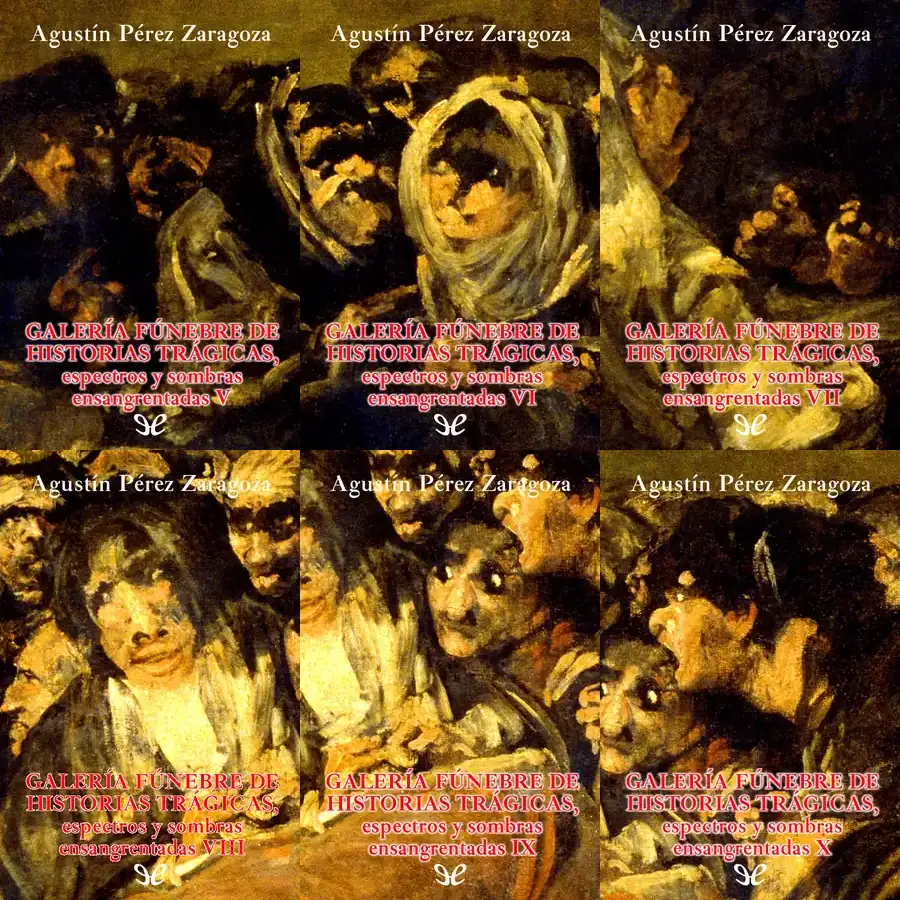 Agustín Pérez Zaragoza
GALERÍA FÚNEBRE DE
HISTORIAS TRÁGICAS,
espectros y sombras
ensangrentadas V
Agustín Pérez Zaragoza
GALERÍA FÚNEBRE DE
HISTORIAS TRÁGICAS,
espectros y sombras
ensangrentadas VI
Agustín Pérez Zaragoza
GALERÍA FÚNEBRE DE
HISTORIAS TRÁGICAS,
espectros y sombras
ensangrentadas VII
Agustín Pérez Zaragoza
GALERÍA FÚNEBRE DE
HISTORIAS TRÁGICAS,
espectros y sombras
ensangrentadas VIII
Agustín Pérez Zaragoza
GALERÍA FÚNEBRE DE
HISTORIAS TRÁGICAS,
espectros y sombras
ensangrentadas IX
Agustín Pérez Zaragoza
GALERÍA FÚNEBRE DE
HISTORIAS TRÁGICAS,
espectros y sombras
ensangrentadas X